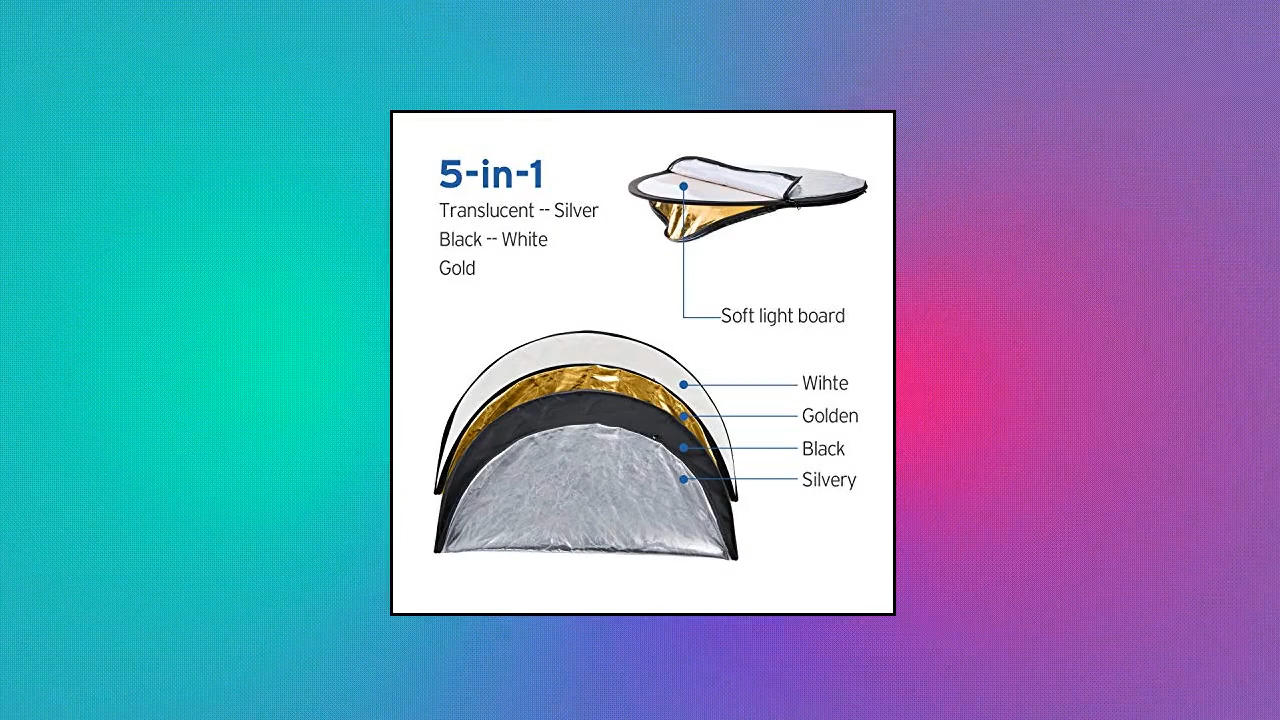 5-in-1
Translucent -- Silver
Black -- White
Gold
Soft light board
Wihte
Golden
Black
Silvery